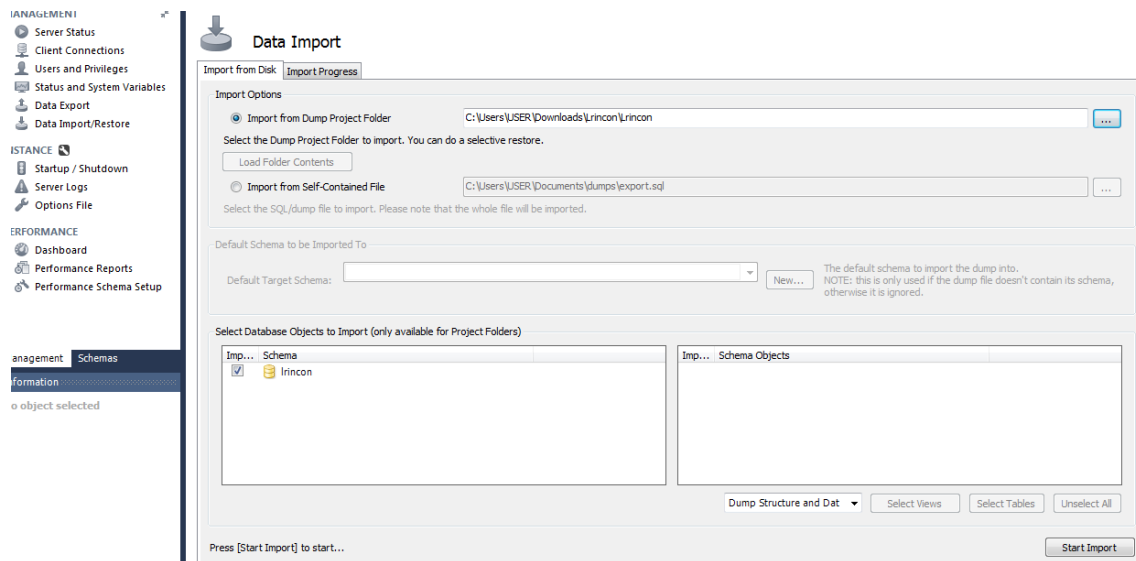 MANAGEMENT
Server Status
Client Connections
Users and Privileges
Status and System Variables
Data Export
Data Import/Restore
ISTANCE
Startup / Shutdown
Server Logs
Options File
ERFORMANCE
Dashboard
Performance Reports
Performance Schema Setup
anagement Schemas
nformation
o object selected
Data Import
Import from Disk Import Progress
Import Options
Import from Dump Project Folder C:\Users\USER\Downloads\Lrincon\Lrincon ...
Select the Dump Project Folder to import. You can do a selective restore.
Load Folder Contents
Import from Self-Contained File C:\Users\USER\Documents\dumps\export.sql ...
Select the SQL/dump file to import. Please note that the whole file will be imported.
Default Schema to be Imported To
Default Target Schema: New...
The default schema to import the dump into.
NOTE: this is only used if the dump file doesn't contain its schema,
otherwise it is ignored.
Select Database Objects to Import (only available for Project Folders)
Imp... Schema
lrincon
Imp... Schema Objects
Dump Structure and Dat Select Views Select Tables Unselect All
Press [Start Import] to start... Start Import